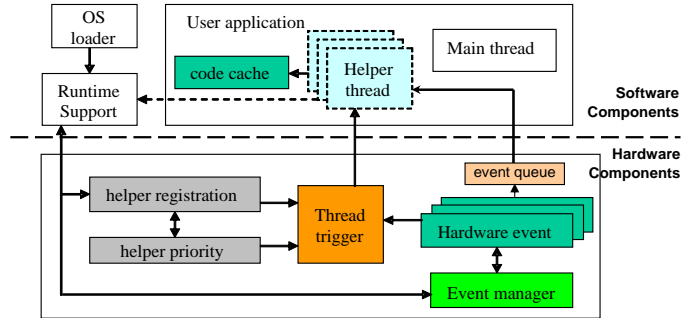 OS
loader
User application
Main thread
code cache
Helper
thread
Runtime
Support
Software
Components
Hardware
Components
event queue
helper registration
Thread
trigger
Hardware event
helper priority
Event manager